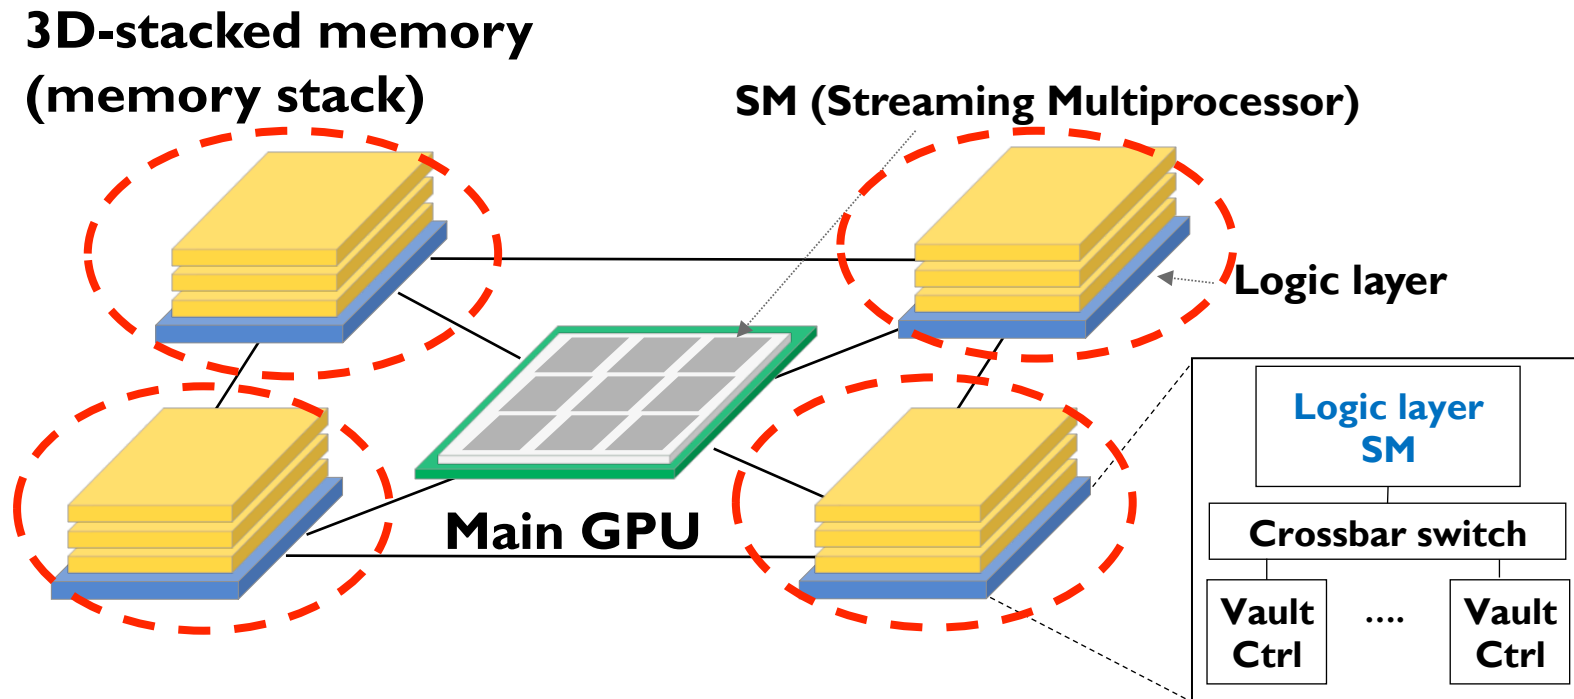 3D-stacked memory
(memory stack)
SM (Streaming Multiprocessor)
Logic layer
Main GPU
Logic layer
SM
Crossbar switch
Vault
Ctrl
....
Vault
Ctrl